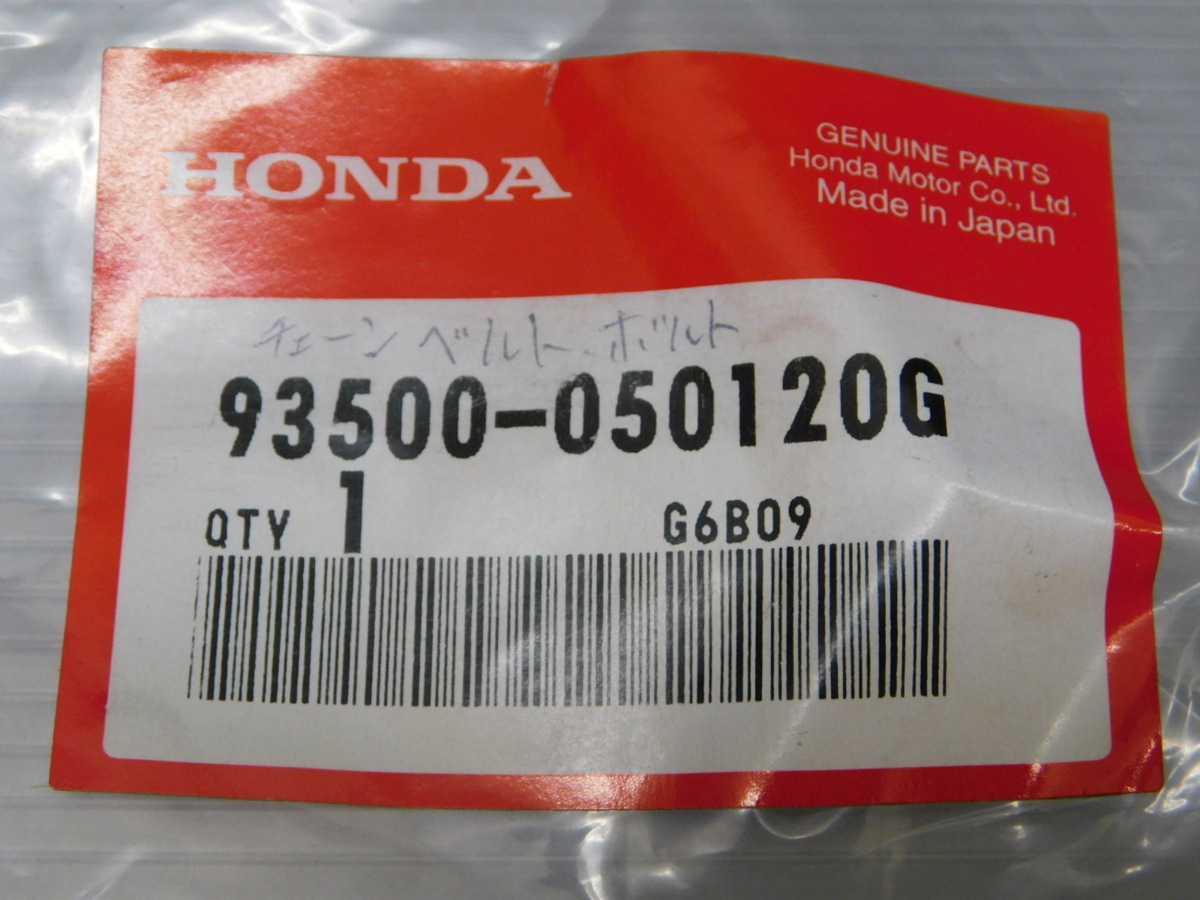 HONDA
GENUINE PARTS
Honda Motor Co., Ltd.
Made in Japan
チェーン ベルト ボルト
93500-050120G
QTY 1 G6B09